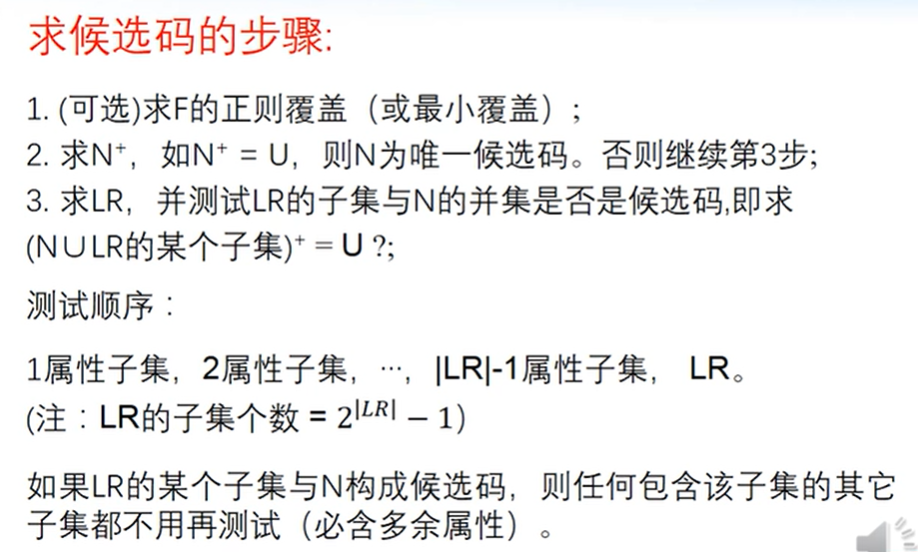 求候选码的步骤:
1. (可选)求F的正则覆盖（或最小覆盖）;
2. 求N⁺，如N⁺ = U，则N为唯一候选码。否则继续第3步;
3. 求LR，并测试LR的子集与N的并集是否是候选码,即求
(N∪LR的某个子集)⁺ = U ?;
测试顺序：
1属性子集，2属性子集，…，|LR|-1属性子集， LR。
(注：LR的子集个数 = 2^|LR| − 1)
如果LR的某个子集与N构成候选码，则任何包含该子集的其它
子集都不用再测试（必含多余属性）。